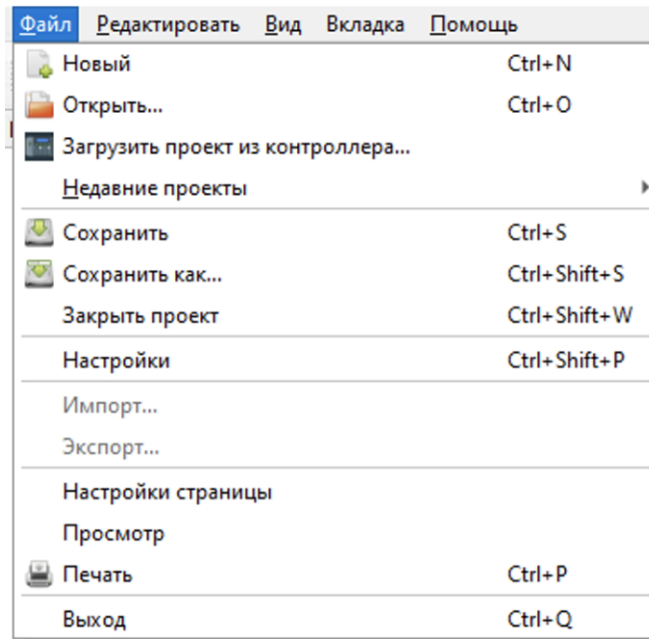 Файл Редактировать Вид Вкладка Помощь
Новый Ctrl+N
Открыть... Ctrl+O
Загрузить проект из контроллера...
Недавние проекты
Сохранить Ctrl+S
Сохранить как... Ctrl+Shift+S
Закрыть проект Ctrl+Shift+W
Настройки Ctrl+Shift+P
Импорт...
Экспорт...
Настройки страницы
Просмотр
Печать Ctrl+P
Выход Ctrl+Q